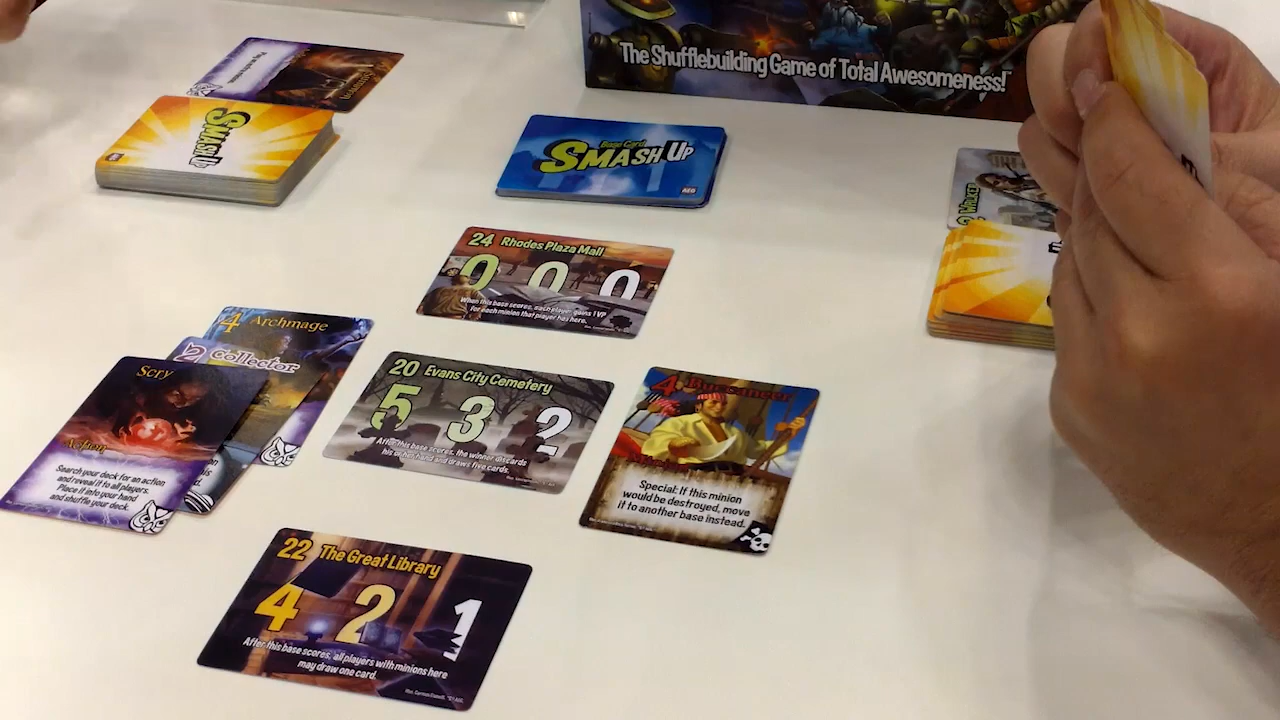 The Shufflebuilding Game of Total Awesomeness!
SMASH UP
Base Card
SMASH UP
AEG
24 Rhodes Plaza Mall
0 0 0
When this base scores, each player gains 1 VP
for each minion that player has here.
4 Archmage
2 Collector
Scry
Action
Search your deck for an action
and reveal it to all players.
Place it into your hand
and shuffle your deck.
20 Evans City Cemetery
5 3 2
After this base scores, the winner discards
his or her hand and draws five cards.
4 Buccaneer
Special: If this minion
would be destroyed, move
it to another base instead.
Walker
22 The Great Library
4 2 1
After this base scores, all players with minions here
may draw one card.